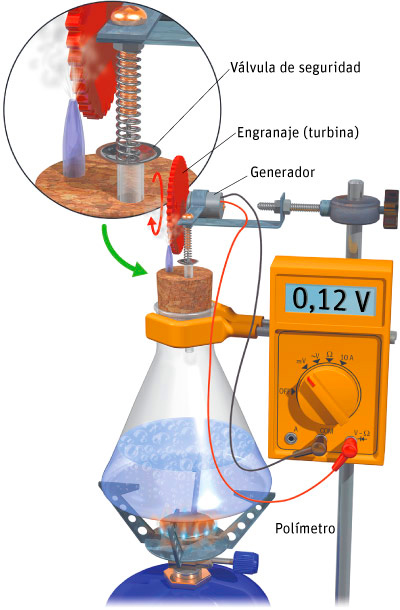 Válvula de seguridad
Engranaje (turbina)
Generador
0,12 V
mV
~V
Ω
10 A
OFF
A
COM
V - Ω
Polímetro